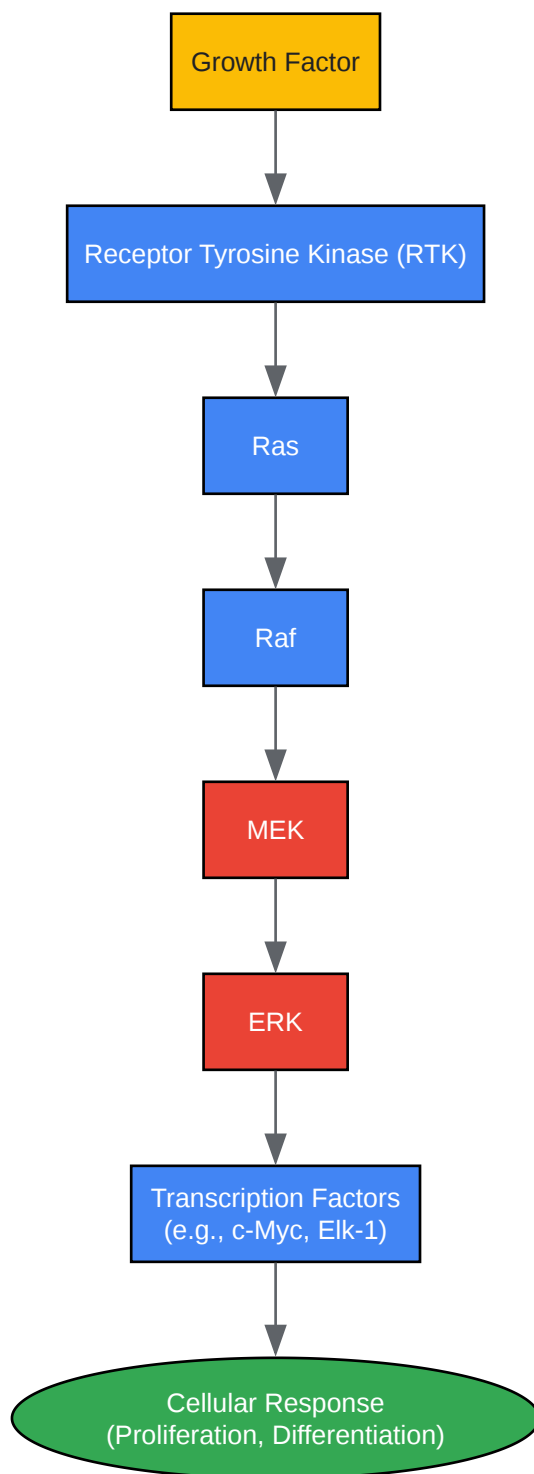 Growth Factor
Receptor Tyrosine Kinase (RTK)
Ras
Raf
MEK
ERK
Transcription Factors
(e.g., c-Myc, Elk-1)
Cellular Response
(Proliferation, Differentiation)